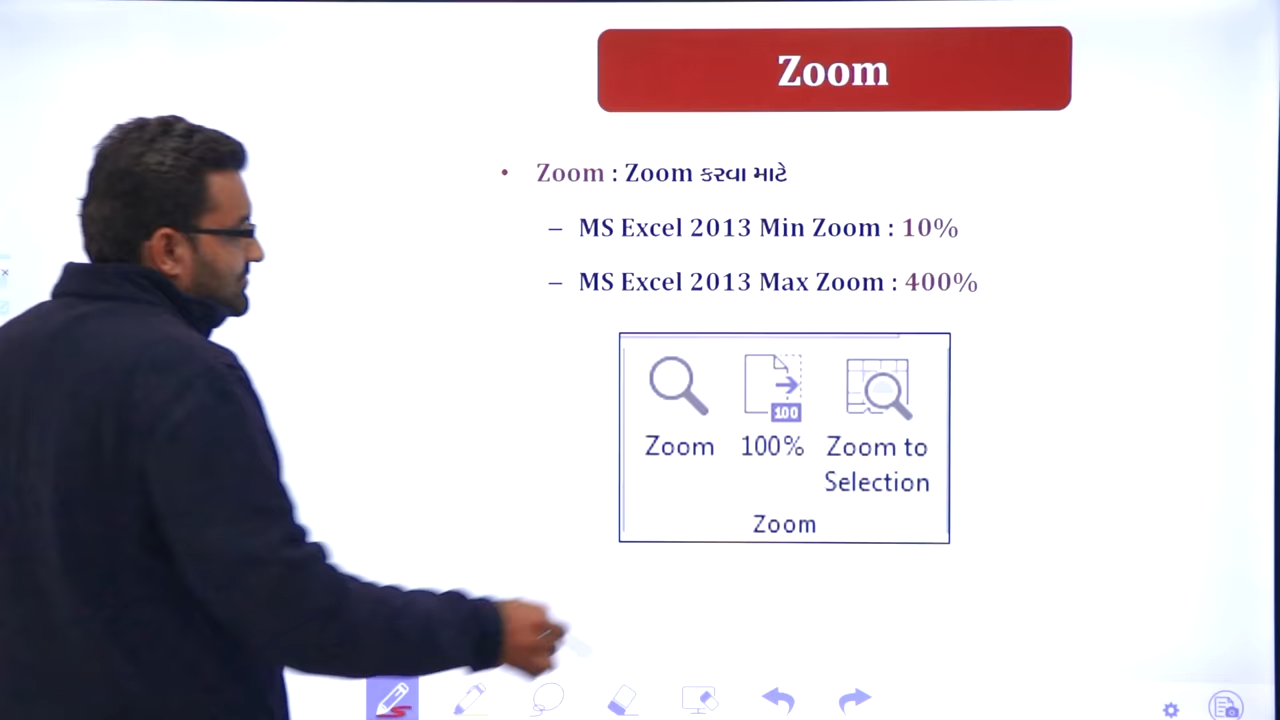 Zoom
• Zoom : Zoom કરવા માટે
– MS Excel 2013 Min Zoom : 10%
– MS Excel 2013 Max Zoom : 400%
100
Zoom 100% Zoom to
Selection
Zoom